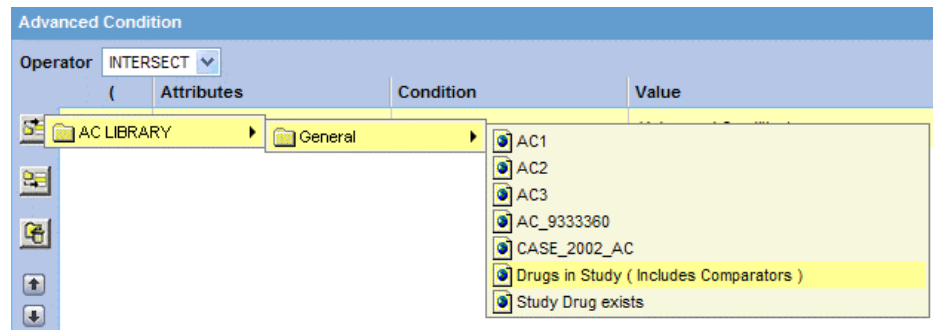 Advanced Condition
Operator INTERSECT
( Attributes Condition Value
AC LIBRARY General
AC1
AC2
AC3
AC_9333360
CASE_2002_AC
Drugs in Study ( Includes Comparators )
Study Drug exists